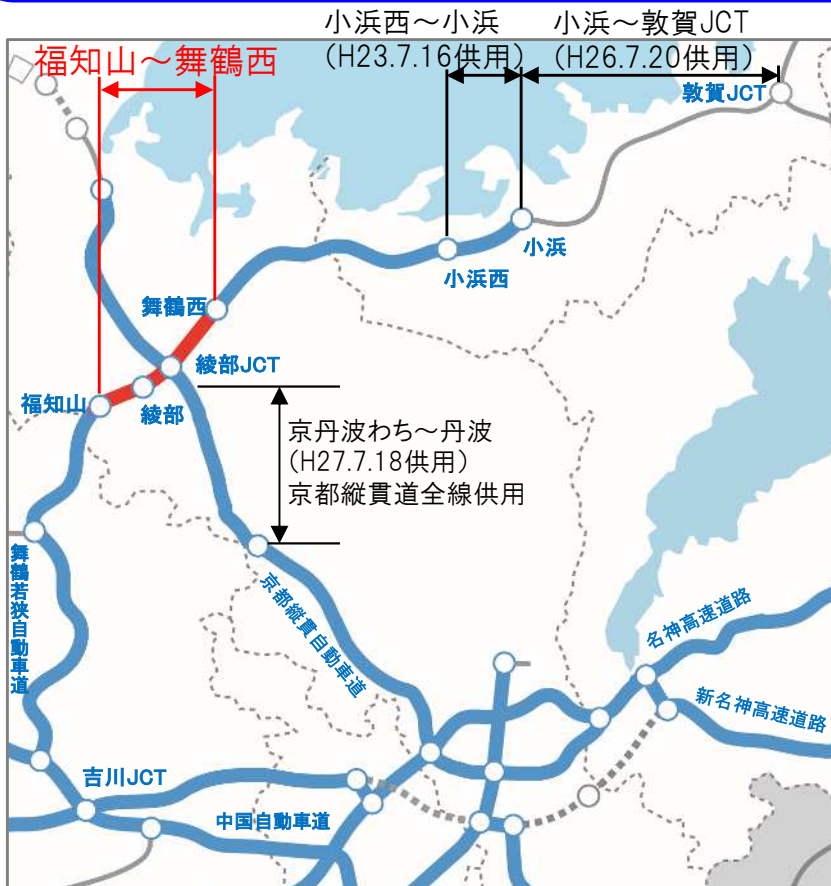 小浜西～小浜
(H23.7.16供用)
小浜～敦賀JCT
(H26.7.20供用)
福知山～舞鶴西
敦賀JCT
小浜
小浜西
舞鶴西
綾部JCT
福知山
綾部
京丹波わち～丹波
(H27.7.18供用)
京都縦貫道全線供用
舞鶴若狭自動車道
京都縦貫自動車道
名神高速道路
新名神高速道路
吉川JCT
中国自動車道